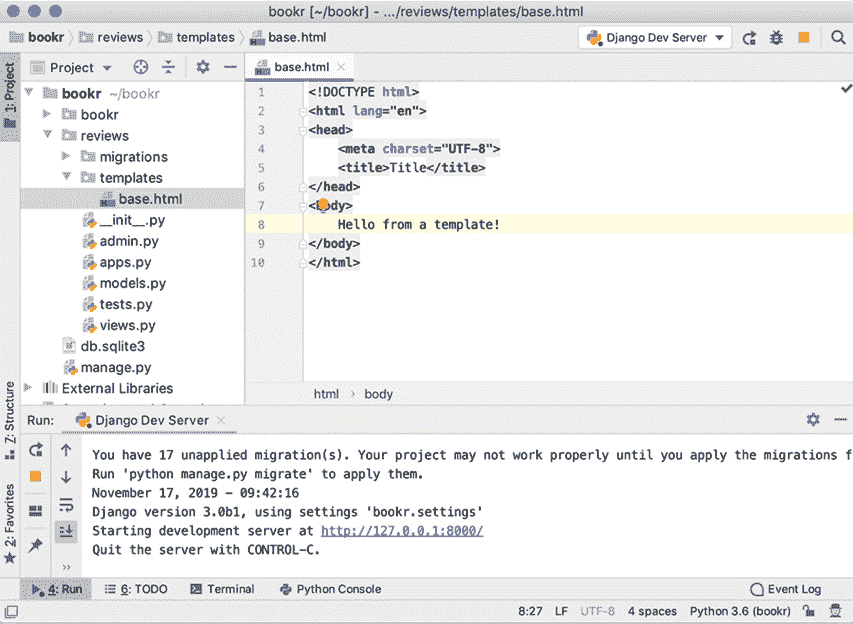 bookr [~/bookr] - .../reviews/templates/base.html
bookr reviews templates base.html Django Dev Server
1: Project
Project
base.html
bookr ~/bookr
bookr
reviews
migrations
templates
base.html
__init__.py
admin.py
apps.py
models.py
tests.py
views.py
db.sqlite3
manage.py
External Libraries
1 <!DOCTYPE html>
2 <html lang="en">
3 <head>
4 <meta charset="UTF-8">
5 <title>Title</title>
6 </head>
7 <body>
8 Hello from a template!
9 </body>
10 </html>
html › body
Z: Structure
2: Favorites
Run: Django Dev Server
You have 17 unapplied migration(s). Your project may not work properly until you apply the migrations f
Run 'python manage.py migrate' to apply them.
November 17, 2019 - 09:42:16
Django version 3.0b1, using settings 'bookr.settings'
Starting development server at http://127.0.0.1:8000/
Quit the server with CONTROL-C.
4: Run 6: TODO Terminal Python Console Event Log
8:27 LF UTF-8 4 spaces Python 3.6 (bookr)